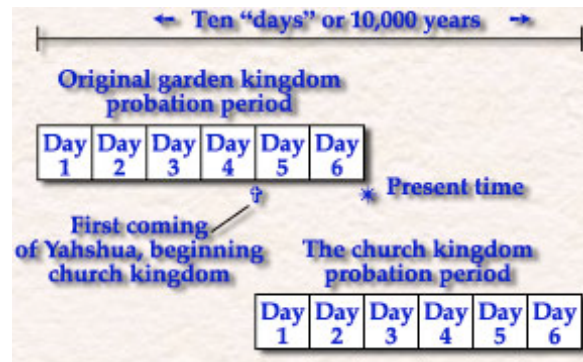 ← Ten “days” or 10,000 years →
Original garden kingdom
probation period
Day Day Day Day Day Day
1 2 3 4 5 6
Present time
First coming
of Yahshua, beginning
church kingdom
The church kingdom
probation period
Day Day Day Day Day Day
1 2 3 4 5 6